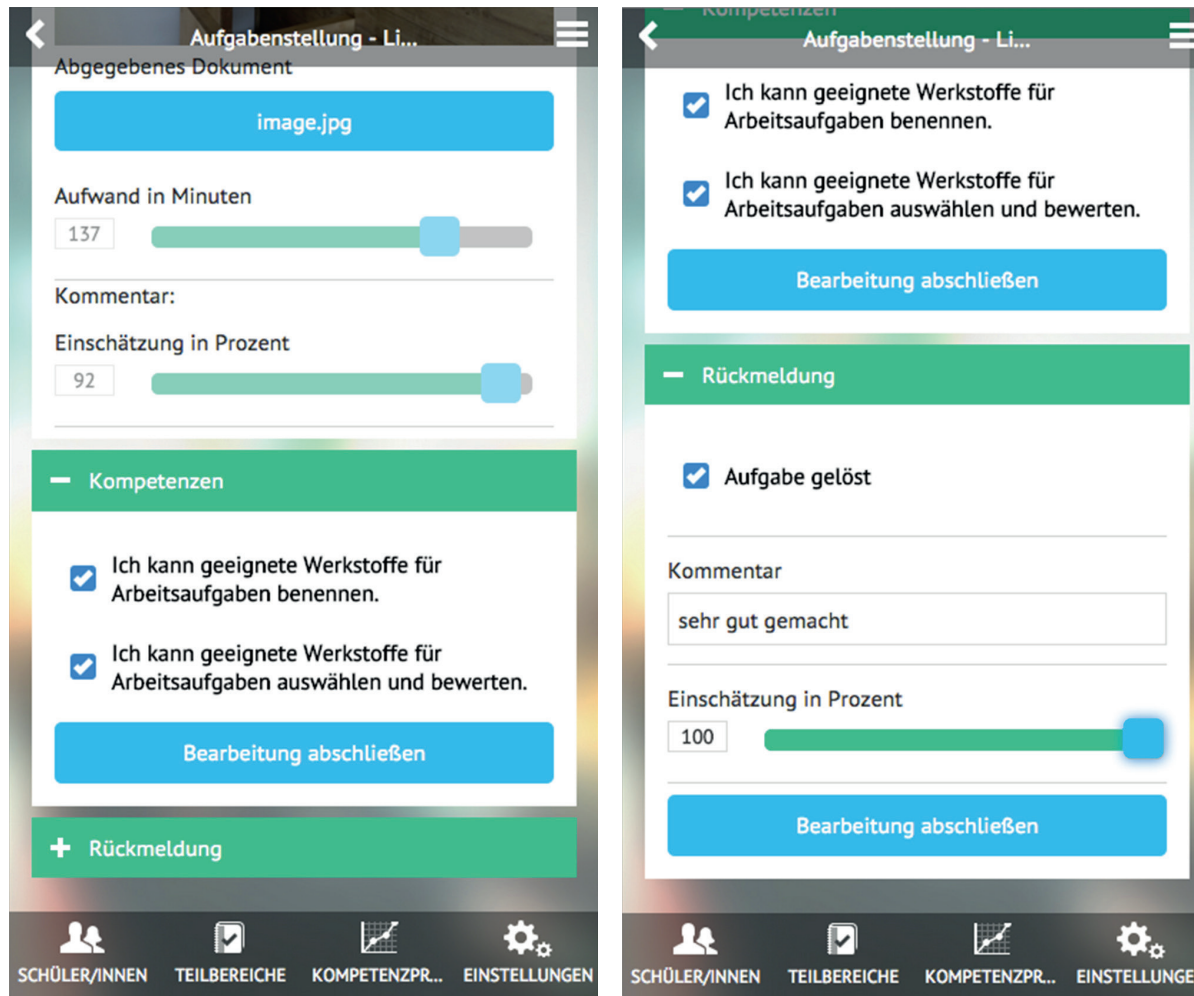 Aufgabenstellung - Li...
Abgegebenes Dokument
image.jpg
Aufwand in Minuten
137
Kommentar:
Einschätzung in Prozent
92
Kompetenzen
Ich kann geeignete Werkstoffe für
Arbeitsaufgaben benennen.
Ich kann geeignete Werkstoffe für
Arbeitsaufgaben auswählen und bewerten.
Bearbeitung abschließen
Rückmeldung
SCHÜLER/INNEN
TEILBEREICHE
KOMPETENZPR...
EINSTELLUNGEN
Kompetenzen
Aufgabenstellung - Li...
Ich kann geeignete Werkstoffe für
Arbeitsaufgaben benennen.
Ich kann geeignete Werkstoffe für
Arbeitsaufgaben auswählen und bewerten.
Bearbeitung abschließen
Rückmeldung
Aufgabe gelöst
Kommentar
sehr gut gemacht
Einschätzung in Prozent
100
Bearbeitung abschließen
SCHÜLER/INNEN
TEILBEREICHE
KOMPETENZPR...
EINSTELLUNGE